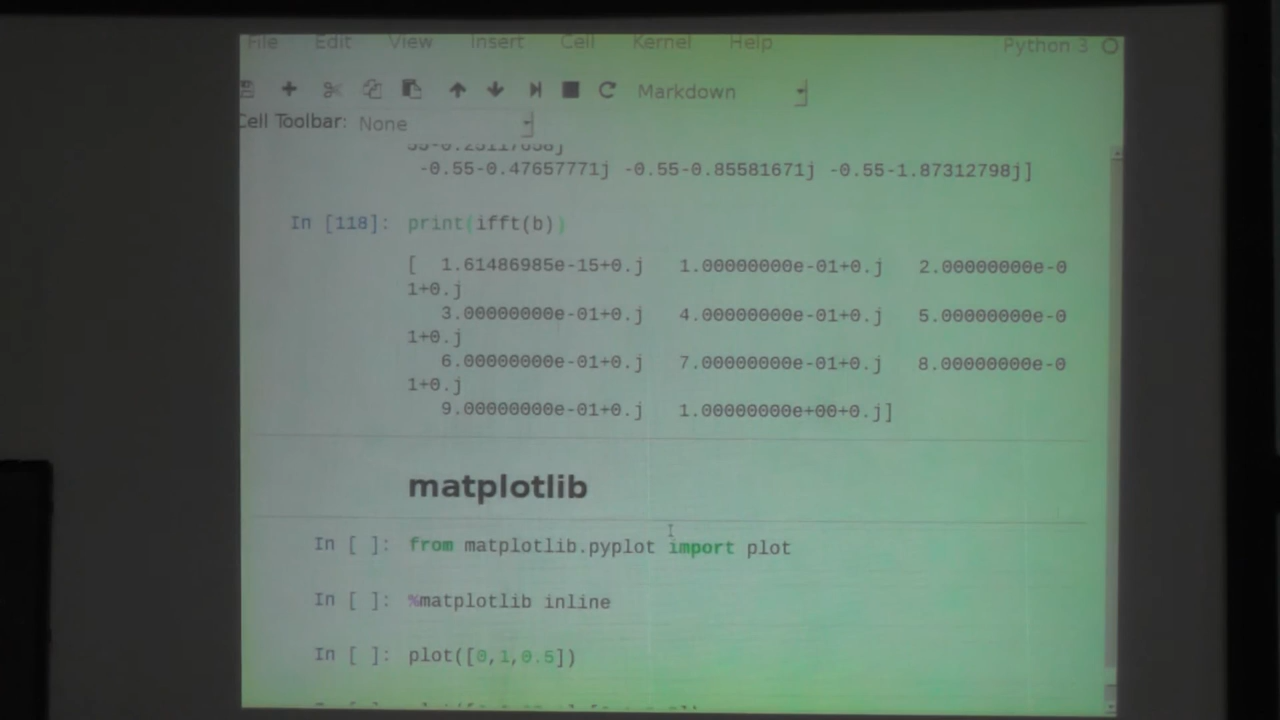 File Edit View Insert Cell Kernel Help Python 3
Markdown
Cell Toolbar: None
-0.55-0.47657771j -0.55-0.85581671j -0.55-1.87312798j]
In [118]: print(ifft(b))
[ 1.61486985e-15+0.j 1.00000000e-01+0.j 2.00000000e-0
1+0.j
3.00000000e-01+0.j 4.00000000e-01+0.j 5.00000000e-0
1+0.j
6.00000000e-01+0.j 7.00000000e-01+0.j 8.00000000e-0
1+0.j
9.00000000e-01+0.j 1.00000000e+00+0.j]
matplotlib
In [ ]: from matplotlib.pyplot import plot
In [ ]: %matplotlib inline
In [ ]: plot([0,1,0.5])